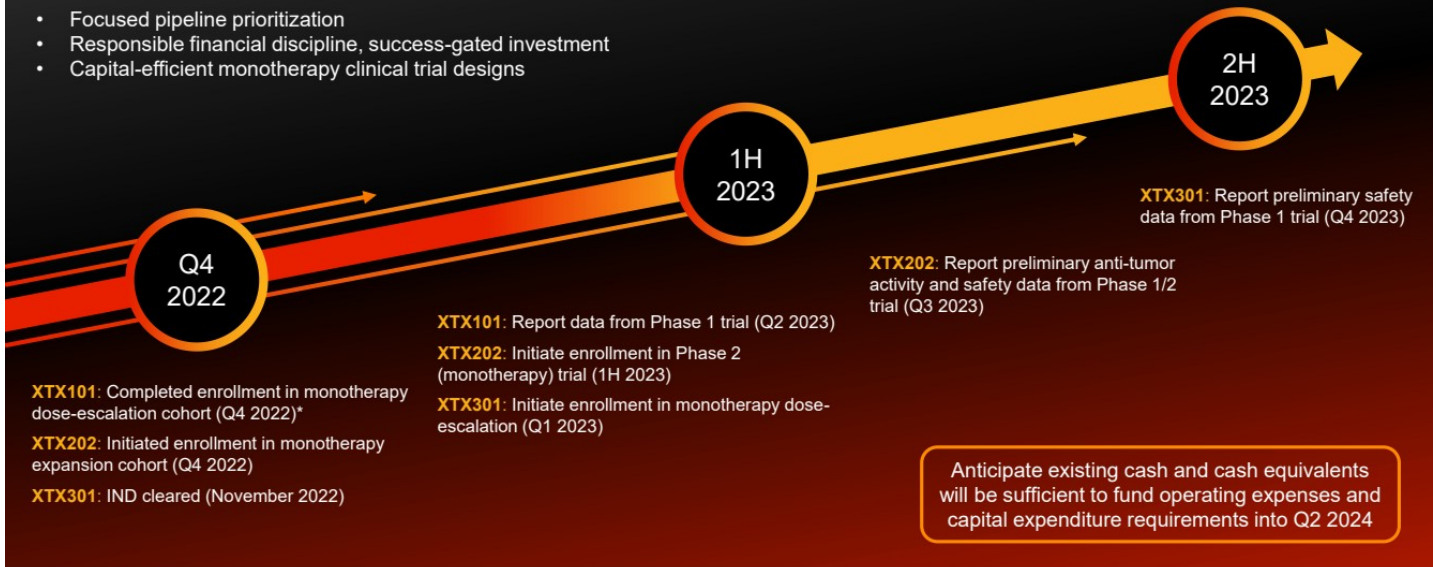 • Focused pipeline prioritization
• Responsible financial discipline, success-gated investment
• Capital-efficient monotherapy clinical trial designs
Q4
2022
XTX101: Completed enrollment in monotherapy
dose-escalation cohort (Q4 2022)*
XTX202: Initiated enrollment in monotherapy
expansion cohort (Q4 2022)
XTX301: IND cleared (November 2022)
1H
2023
XTX101: Report data from Phase 1 trial (Q2 2023)
XTX202: Initiate enrollment in Phase 2
(monotherapy) trial (1H 2023)
XTX301: Initiate enrollment in monotherapy dose-
escalation (Q1 2023)
2H
2023
XTX202: Report preliminary anti-tumor
activity and safety data from Phase 1/2
trial (Q3 2023)
XTX301: Report preliminary safety
data from Phase 1 trial (Q4 2023)
Anticipate existing cash and cash equivalents
will be sufficient to fund operating expenses and
capital expenditure requirements into Q2 2024